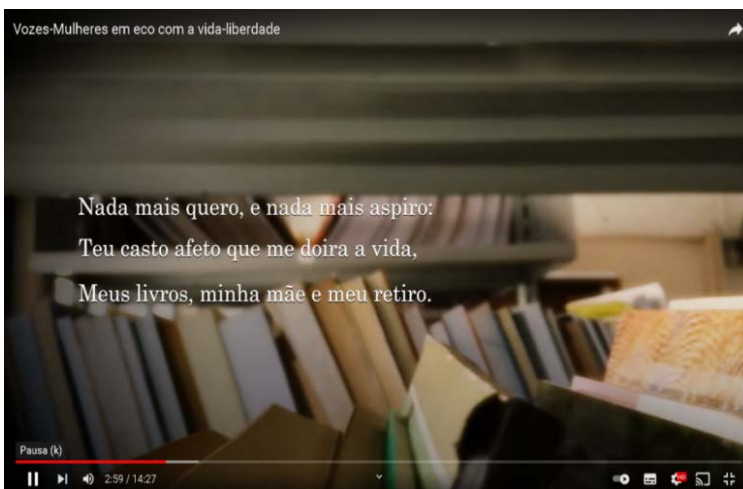 Vozes-Mulheres em eco com a vida-liberdade
Nada mais quero, e nada mais aspiro:
Teu casto afeto que me doira a vida,
Meus livros, minha mãe e meu retiro.
Pausa (k)
2:59 / 14:27